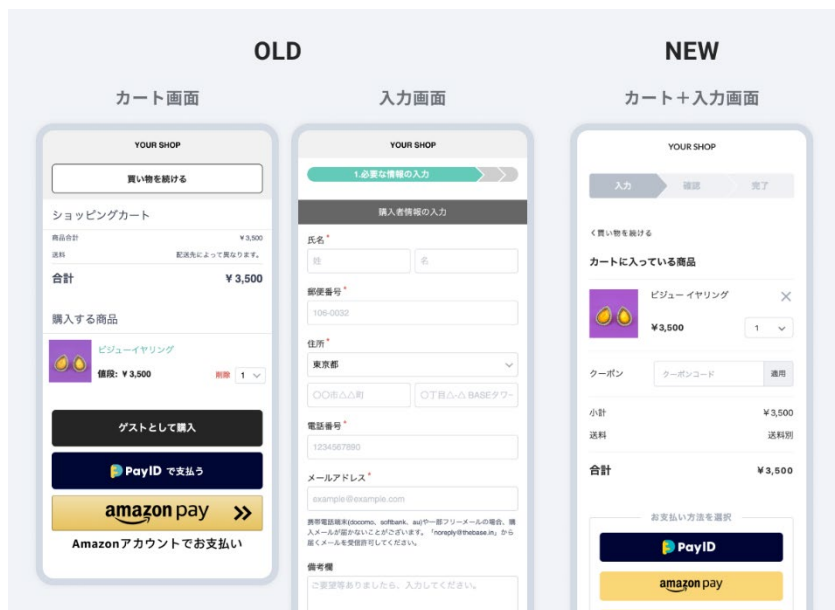 OLD
NEW
カート画面
入力画面
カート＋入力画面
YOUR SHOP
買い物を続ける
ショッピングカート
商品合計 ¥3,500
送料 配送先によって異なります。
合計 ¥ 3,500
購入する商品
ビジューイヤリング
値段: ¥ 3,500 削除 1
ゲストとして購入
PayID で支払う
amazon pay
Amazonアカウントでお支払い
YOUR SHOP
1.必要な情報の入力
購入者情報の入力
氏名*
姓 名
郵便番号*
106-0032
住所*
東京都
〇〇市△△町 〇丁目△-△ BASEタワー
電話番号*
1234567890
メールアドレス*
example@example.com
携帯電話端末(docomo、softbank、au)や一部フリーメールの場合、購
入メールが届かないことがございます。「noreply@thebase.in」から
届くメールを受信許可してください。
備考欄
ご要望等ありましたら、入力してください。
YOUR SHOP
入力 確認 完了
く買い物を続ける
カートに入っている商品
ビジュー イヤリング
¥3,500 1
クーポン クーポンコード 適用
小計 ¥3,500
送料 送料別
合計 ¥3,500
お支払い方法を選択
PayID
amazon pay